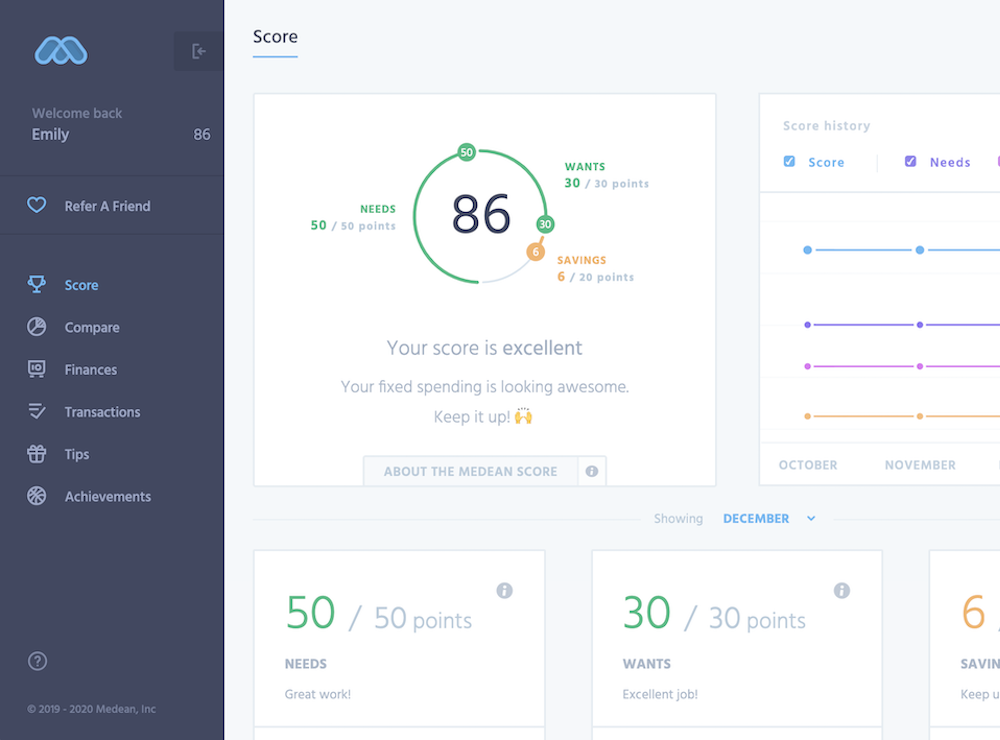 Score
Welcome back
Emily
86
Refer A Friend
Score
Compare
Finances
Transactions
Tips
Achievements
© 2019 - 2020 Medean, Inc
50
86
30
6
WANTS
30 / 30 points
NEEDS
50 / 50 points
SAVINGS
6 / 20 points
Your score is excellent
Your fixed spending is looking awesome.
Keep it up! 🙌
ABOUT THE MEDEAN SCORE
Score history
Score
Needs
OCTOBER
NOVEMBER
Showing DECEMBER
50 / 50 points
NEEDS
Great work!
30 / 30 points
WANTS
Excellent job!
6 /
SAVIN
Keep u